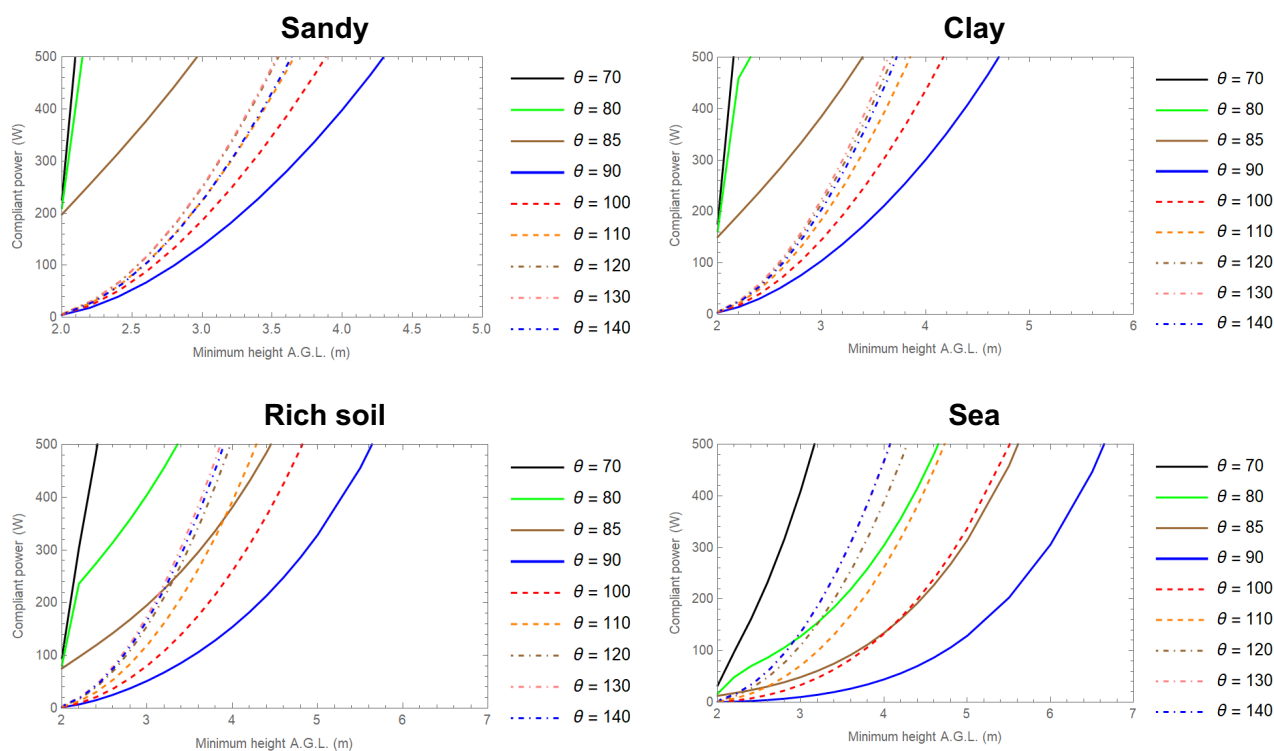 Sandy
500
400
300
200
100
0
Compliant power (W)
2.0 2.5 3.0 3.5 4.0 4.5 5.0
Minimum height A.G.L. (m)
θ = 70
θ = 80
θ = 85
θ = 90
θ = 100
θ = 110
θ = 120
θ = 130
θ = 140
Clay
500
400
300
200
100
0
Compliant power (W)
2 3 4 5 6
Minimum height A.G.L. (m)
θ = 70
θ = 80
θ = 85
θ = 90
θ = 100
θ = 110
θ = 120
θ = 130
θ = 140
Rich soil
500
400
300
200
100
0
Compliant power (W)
2 3 4 5 6 7
Minimum height A.G.L. (m)
θ = 70
θ = 80
θ = 85
θ = 90
θ = 100
θ = 110
θ = 120
θ = 130
θ = 140
Sea
500
400
300
200
100
0
Compliant power (W)
2 3 4 5 6 7
Minimum height A.G.L. (m)
θ = 70
θ = 80
θ = 85
θ = 90
θ = 100
θ = 110
θ = 120
θ = 130
θ = 140